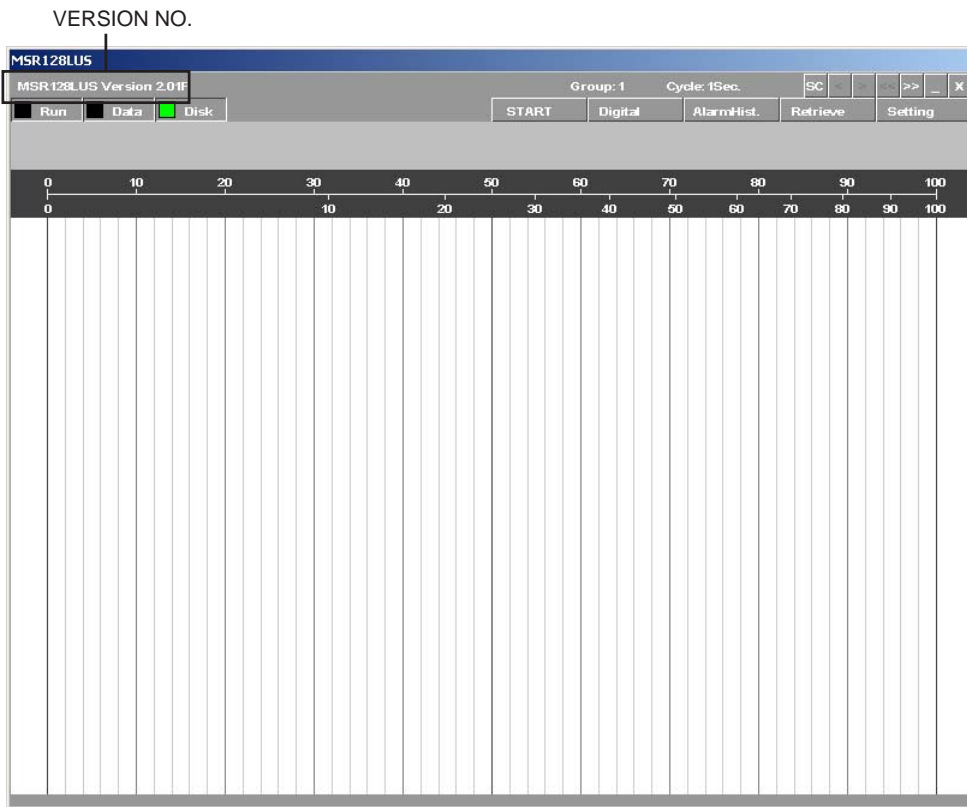 VERSION NO.
MSR128LUS
MSR128LUS Version 2.01F Group: 1 Cycle: 1Sec. SC < > << >> _ X
Run Data Disk START Digital AlarmHist. Retrieve Setting
0 10 20 30 40 50 60 70 80 90 100
0 10 20 30 40 50 60 70 80 90 100